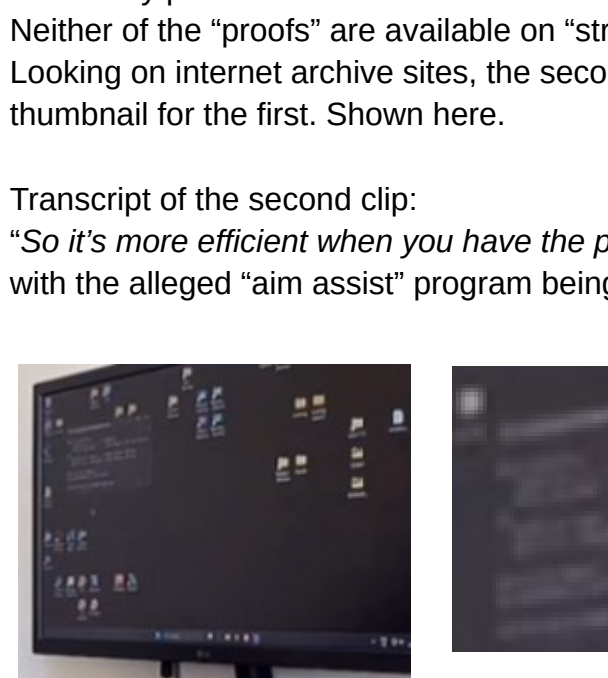 Neither of the “proofs” are available on “str
Looking on internet archive sites, the seco
thumbnail for the first. Shown here.
Transcript of the second clip:
“So it’s more efficient when you have the p
with the alleged “aim assist” program being